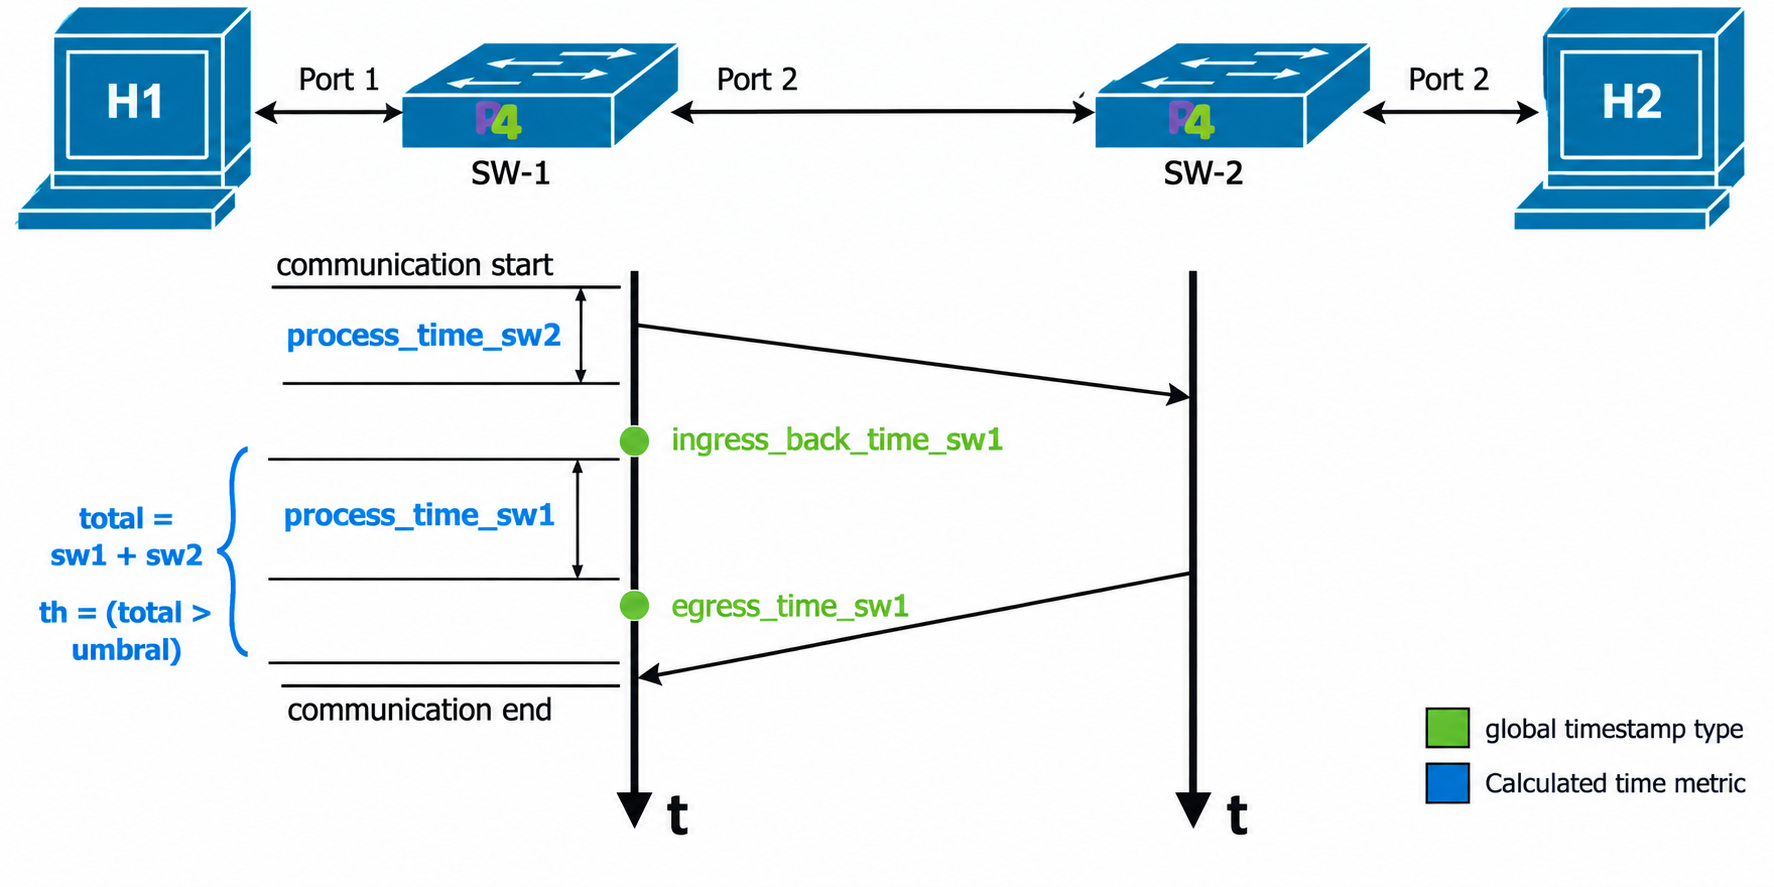 H1
Port 1
P4
SW-1
Port 2
P4
SW-2
Port 2
H2
communication start
process_time_sw2
ingress_back_time_sw1
process_time_sw1
total =
sw1 + sw2
th = (total >
umbral)
egress_time_sw1
communication end
t
t
global timestamp type
Calculated time metric